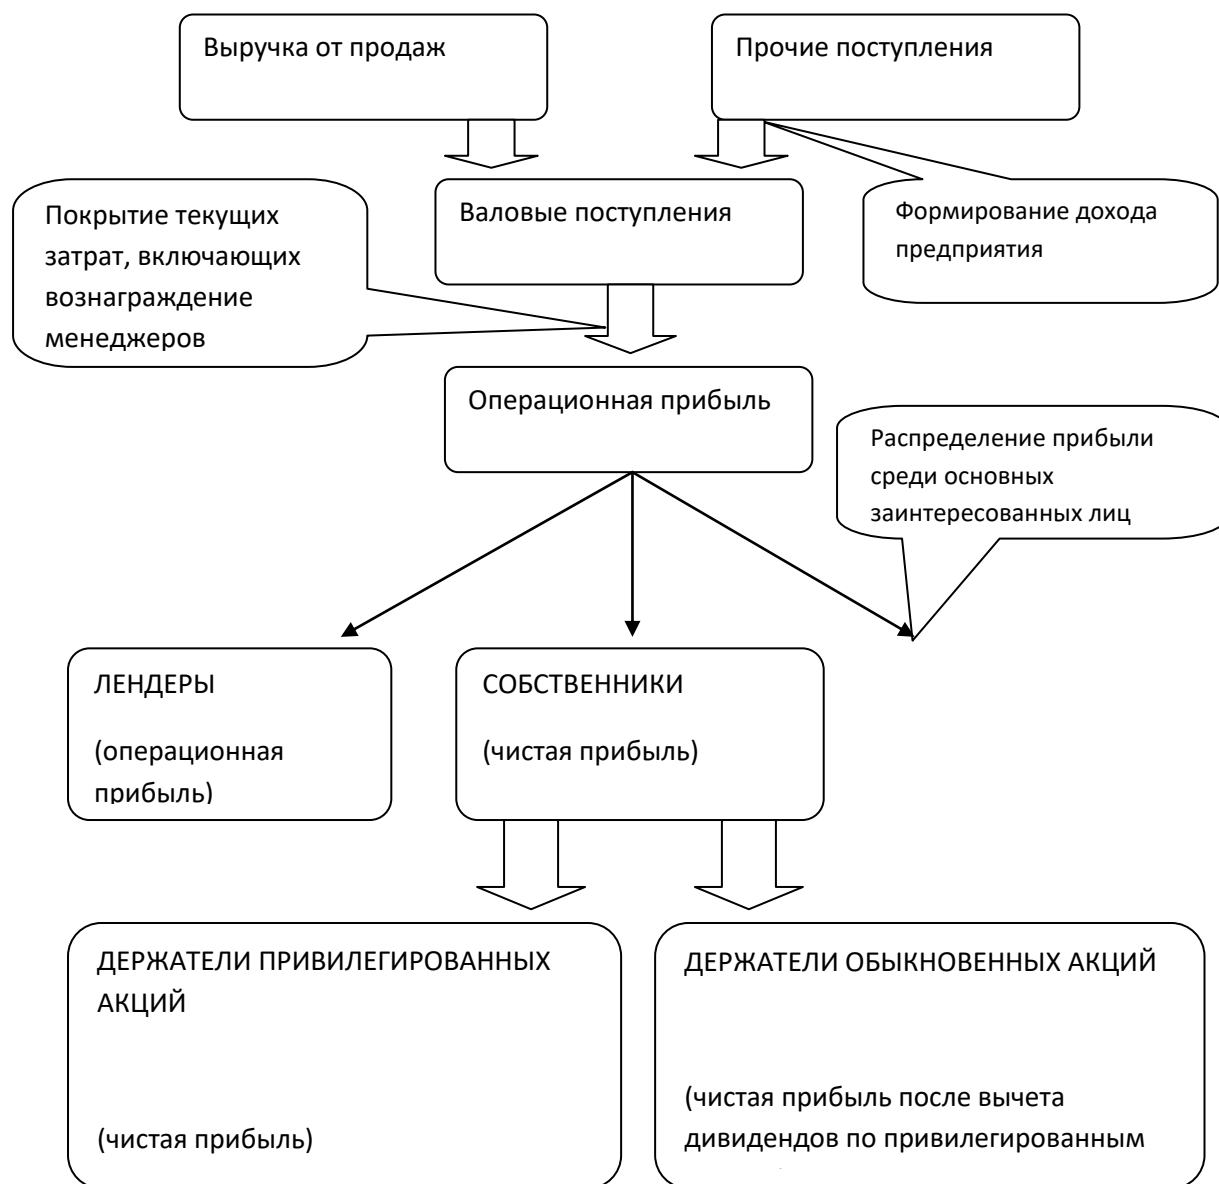 Выручка от продаж
Прочие поступления
Покрытие текущих
затрат, включающих
вознаграждение
менеджеров
Валовые поступления
Формирование дохода
предприятия
Операционная прибыль
Распределение прибыли
среди основных
заинтересованных лиц
ЛЕНДЕРЫ
(операционная
прибыль)
СОБСТВЕННИКИ
(чистая прибыль)
ДЕРЖАТЕЛИ ПРИВИЛЕГИРОВАННЫХ
АКЦИЙ
(чистая прибыль)
ДЕРЖАТЕЛИ ОБЫКНОВЕННЫХ АКЦИЙ
(чистая прибыль после вычета
дивидендов по привилегированным